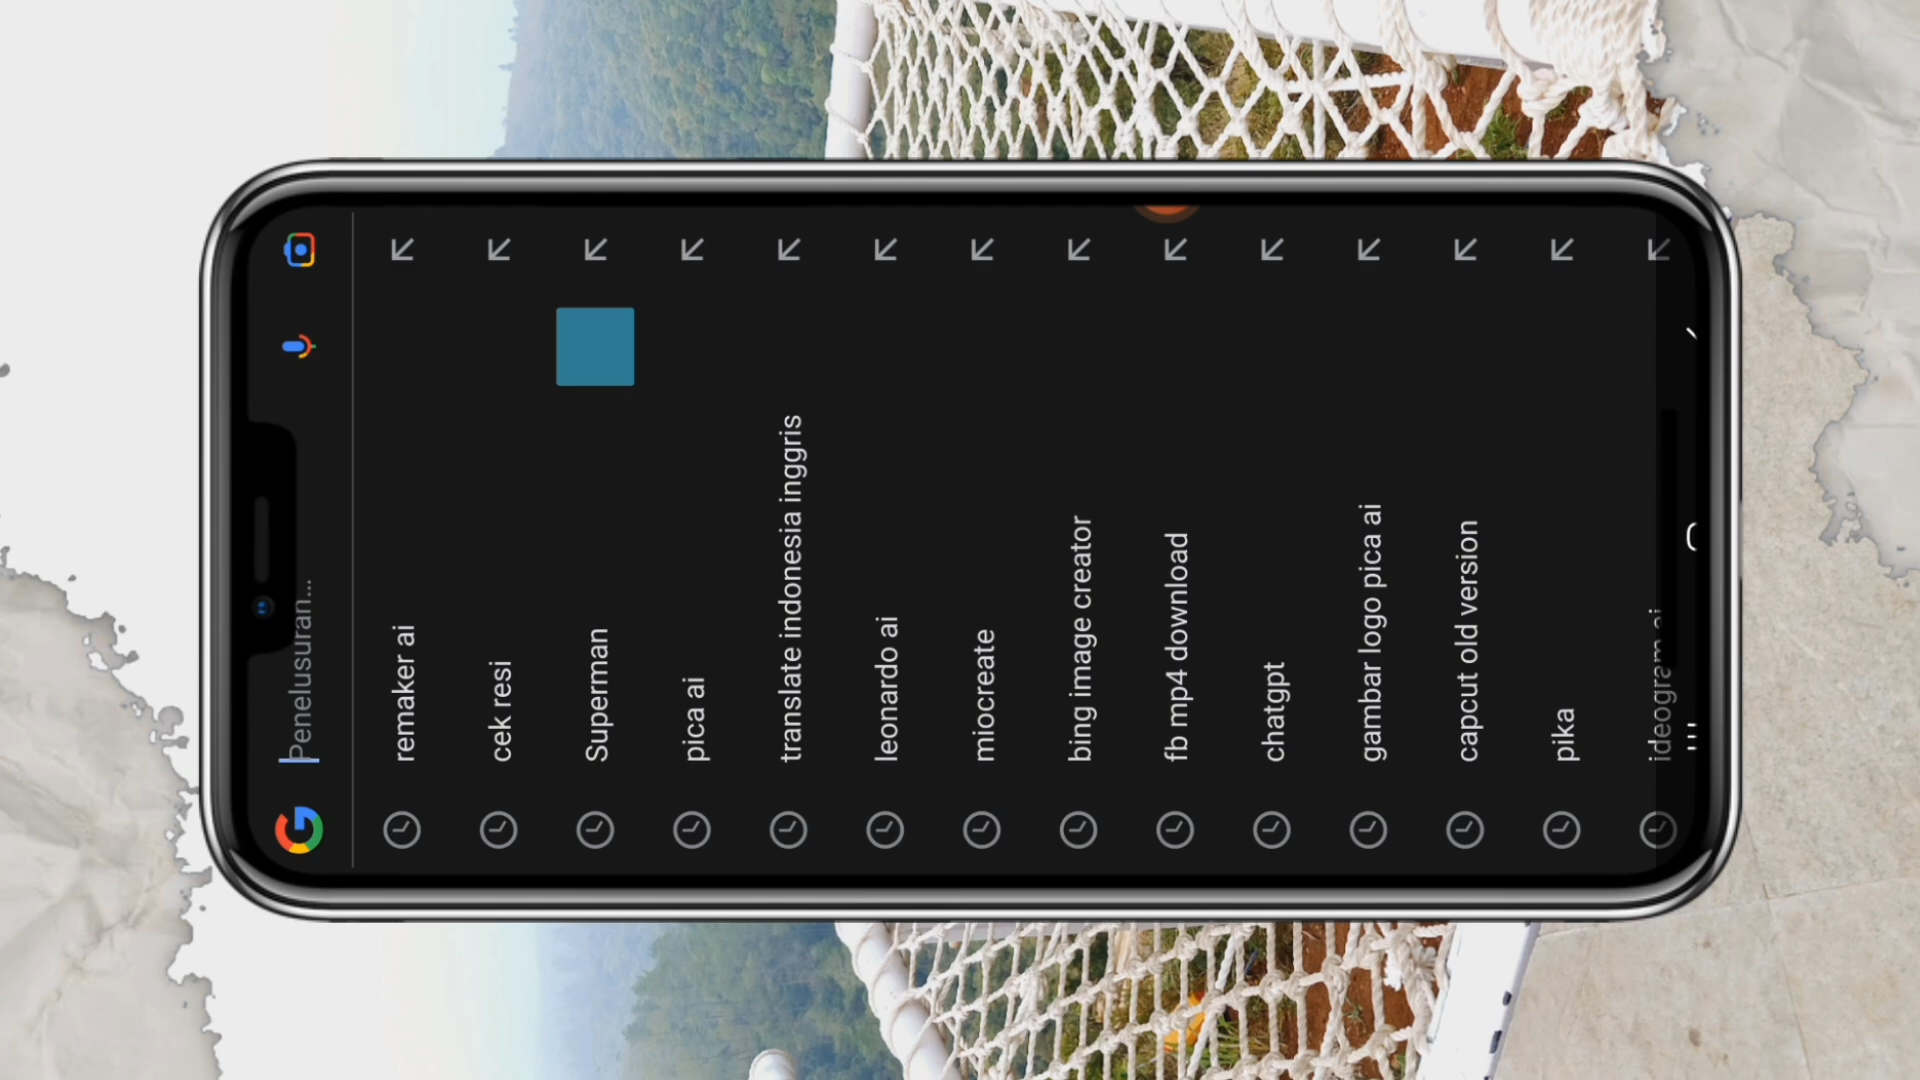 Penelusuran...
remaker ai
cek resi
Superman
pica ai
translate indonesia inggris
leonardo ai
miocreate
bing image creator
fb mp4 download
chatgpt
gambar logo pica ai
capcut old version
pika
ideogram ai